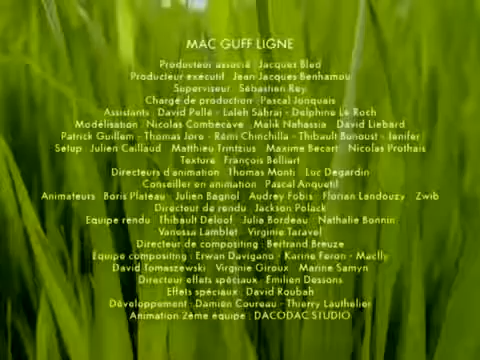 MAC GUFF LIGNE
Producteur associé : Jacques Bled
Producteur exécutif : Jean-Jacques Benhamou
Superviseur : Sébastien Rey
Chargé de production : Pascal Jonquais
Assistants : David Pellé - Laleh Sahraj - Delphine Le Roch
Modélisation : Nicolas Combecave - Malik Nahassia - David Liebard
Patrick Guillem - Thomas Joro - Rémi Chinchilla - Thibault Bunoust - Janifer
Setup : Julien Caillaud - Matthieu Trintzius - Maxime Becart - Nicolas Prothais
Texture : François Belliart
Directeurs d'animation : Thomas Monti - Luc Degardin
Conseiller en animation : Pascal Anquetil
Animateurs : Boris Plateau - Julien Bagnol - Audrey Fobis - Florian Landouzy - Zwib
Directeur de rendu : Jackson Polack
Equipe rendu : Thibault Deloof - Julie Bordeau - Nathalie Bonnin
Vanessa Lamblet - Virginie Taravel
Directeur de compositing : Bertrand Breuze
Equipe compositing : Erwan Davigano - Karine Feron - Maclly
David Tomaszewski - Virginie Giroux - Marine Samyn
Directeur effets spéciaux : Emilien Dessons
Effets spéciaux : David Roubah
Développement : Damien Coureau - Thierry Lauthelier
Animation 2ème équipe : DACODAC STUDIO